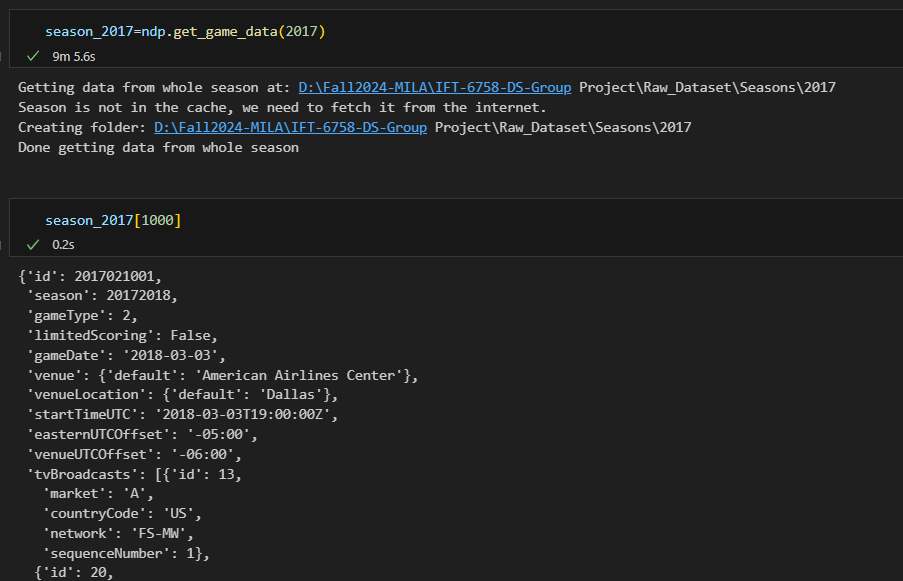 season_2017=ndp.get_game_data(2017)
✓ 9m 5.6s
Getting data from whole season at: D:\Fall2024-MILA\IFT-6758-DS-Group Project\Raw_Dataset\Seasons\2017
Season is not in the cache, we need to fetch it from the internet.
Creating folder: D:\Fall2024-MILA\IFT-6758-DS-Group Project\Raw_Dataset\Seasons\2017
Done getting data from whole season
season_2017[1000]
✓ 0.2s
{'id': 2017021001,
'season': 20172018,
'gameType': 2,
'limitedScoring': False,
'gameDate': '2018-03-03',
'venue': {'default': 'American Airlines Center'},
'venueLocation': {'default': 'Dallas'},
'startTimeUTC': '2018-03-03T19:00:00Z',
'easternUTCOffset': '-05:00',
'venueUTCOffset': '-06:00',
'tvBroadcasts': [{'id': 13,
'market': 'A',
'countryCode': 'US',
'network': 'FS-MW',
'sequenceNumber': 1},
{'id': 20,